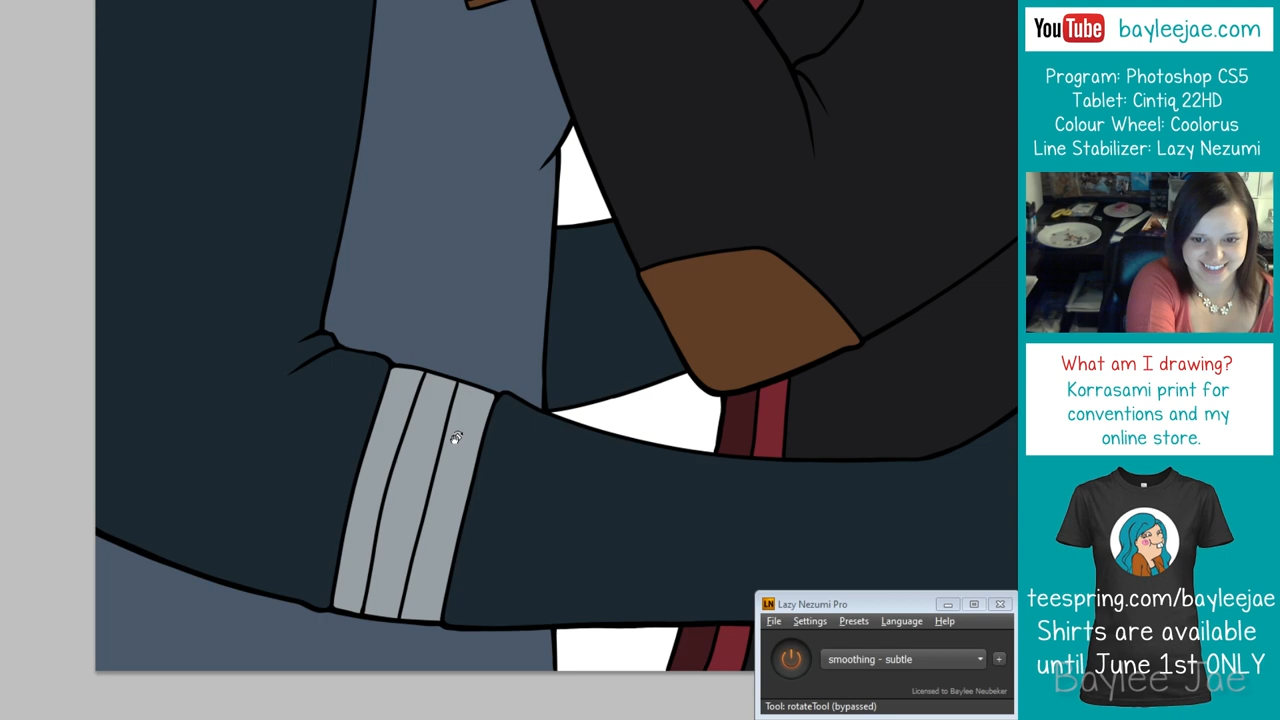 YouTube bayleejae.com
Program: Photoshop CS5
Tablet: Cintiq 22HD
Colour Wheel: Coolorus
Line Stabilizer: Lazy Nezumi
What am I drawing?
Korrasami print for
conventions and my
online store.
LN Lazy Nezumi Pro
File Settings Presets Language Help
smoothing - subtle
+
Licensed to Baylee Neubeker
Tool: rotateTool (bypassed)
teespring.com/bayleejae
Shirts are available
until June 1st ONLY
Baylee Jae